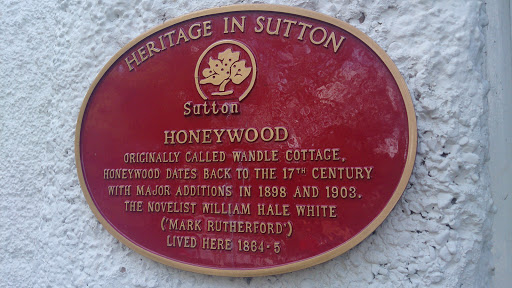 HERITAGE IN SUTTON
Sutton
HONEYWOOD
ORIGINALLY CALLED WANDLE COTTAGE,
HONEYWOOD DATES BACK TO THE 17TH CENTURY
WITH MAJOR ADDITIONS IN 1898 AND 1903.
THE NOVELIST WILLIAM HALE WHITE
('MARK RUTHERFORD')
LIVED HERE 1864-5